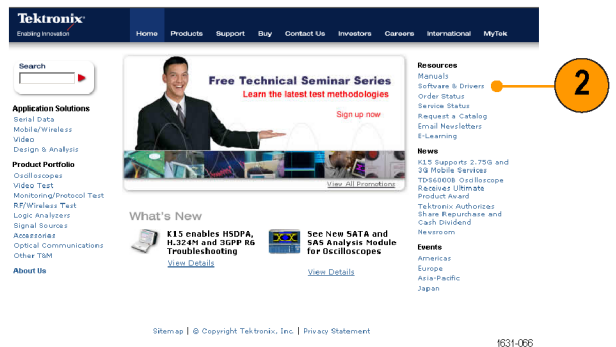 Tektronix
Enabling Innovation
Home Products Support Buy Contact Us Investors Careers International MyTek
Search
Application Solutions
Serial Data
Mobile/Wireless
Video
Design & Analysis
Product Portfolio
Oscilloscopes
Video Test
Monitoring/Protocol Test
RF/Wireless Test
Logic Analyzers
Signal Sources
Accessories
Optical Communications
Other T&M
About Us
Free Technical Seminar Series
Learn the latest test methodologies
Sign up now
View All Promotions
What's New
K15 enables HSDPA,
H.324M and 3GPP R6
Troubleshooting
View Details
See New SATA and
SAS Analysis Module
for Oscilloscopes
View Details
Resources
Manuals
Software & Drivers
Order Status
Service Status
Request a Catalog
Email Newsletters
E-Learning
News
K15 Supports 2.75G and
3G Mobile Services
TDS6000B Oscilloscope
Receives Ultimate
Product Award
Tektronix Authorizes
Share Repurchase and
Cash Dividend
Newsroom
Events
Americas
Europe
Asia-Pacific
Japan
2
Sitemap | © Copyright Tektronix, Inc. | Privacy Statement
1631-066